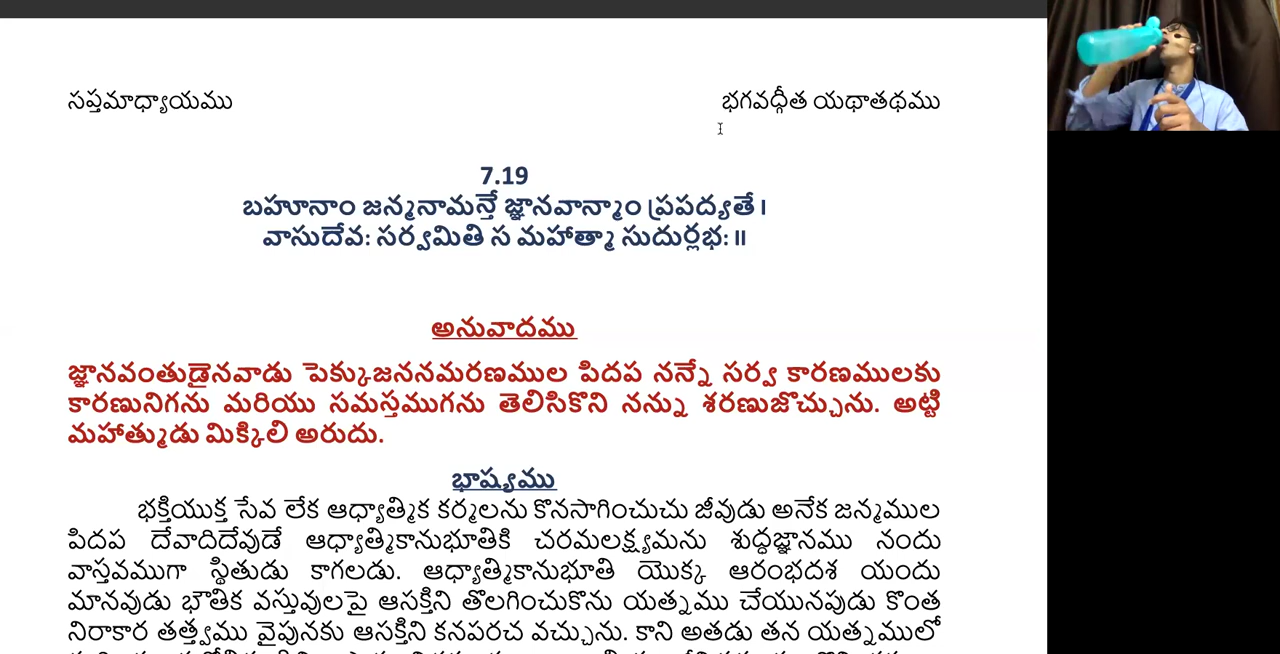 సప్తమాధ్యాయము
భగవద్గీత యథాతథము
7.19
బహూనాం జన్మనామన్తే జ్ఞానవాన్మాం ప్రపద్యతే ।
వాసుదేవ: సర్వమితి స మహాత్మా సుదుర్లభ: ॥
అనువాదము
జ్ఞానవంతుడైనవాడు పెక్కుజననమరణముల పిదప నన్నే సర్వ కారణములకు
కారణునిగను మరియు సమస్తముగను తెలిసికొని నన్ను శరణుజొచ్చును. అట్టి
మహాత్ముడు మిక్కిలి అరుదు.
భాష్యము
భక్తియుక్త సేవ లేక ఆధ్యాత్మిక కర్మలను కొనసాగించుచు జీవుడు అనేక జన్మముల
పిదప దేవాదిదేవుడే ఆధ్యాత్మికానుభూతికి చరమలక్ష్యమను శుద్ధజ్ఞానము నందు
వాస్తవముగా స్థితుడు కాగలడు. ఆధ్యాత్మికానుభూతి యొక్క ఆరంభదశ యందు
మానవుడు భౌతిక వస్తువులపై ఆసక్తిని తొలగించుకొను యత్నము చేయునపుడు కొంత
నిరాకార తత్త్వము వైపునకు ఆసక్తిని కనపరచ వచ్చును. కాని అతడు తన యత్నములో